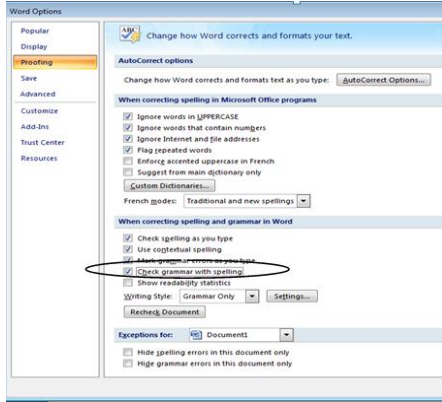 Word Options
Popular
Display
Proofing
Save
Advanced
Customize
Add-Ins
Trust Center
Resources
Change how Word corrects and formats your text.
AutoCorrect options
Change how Word corrects and formats text as you type: AutoCorrect Options...
When correcting spelling in Microsoft Office programs
Ignore words in UPPERCASE
Ignore words that contain numbers
Ignore Internet and file addresses
Flag repeated words
Enforce accented uppercase in French
Suggest from main dictionary only
Custom Dictionaries...
French modes: Traditional and new spellings
When correcting spelling and grammar in Word
Check spelling as you type
Use contextual spelling
Mark grammar errors as you type
Check grammar with spelling
Show readability statistics
Writing Style: Grammar Only Settings...
Recheck Document
Exceptions for: Document1
Hide spelling errors in this document only
Hide grammar errors in this document only